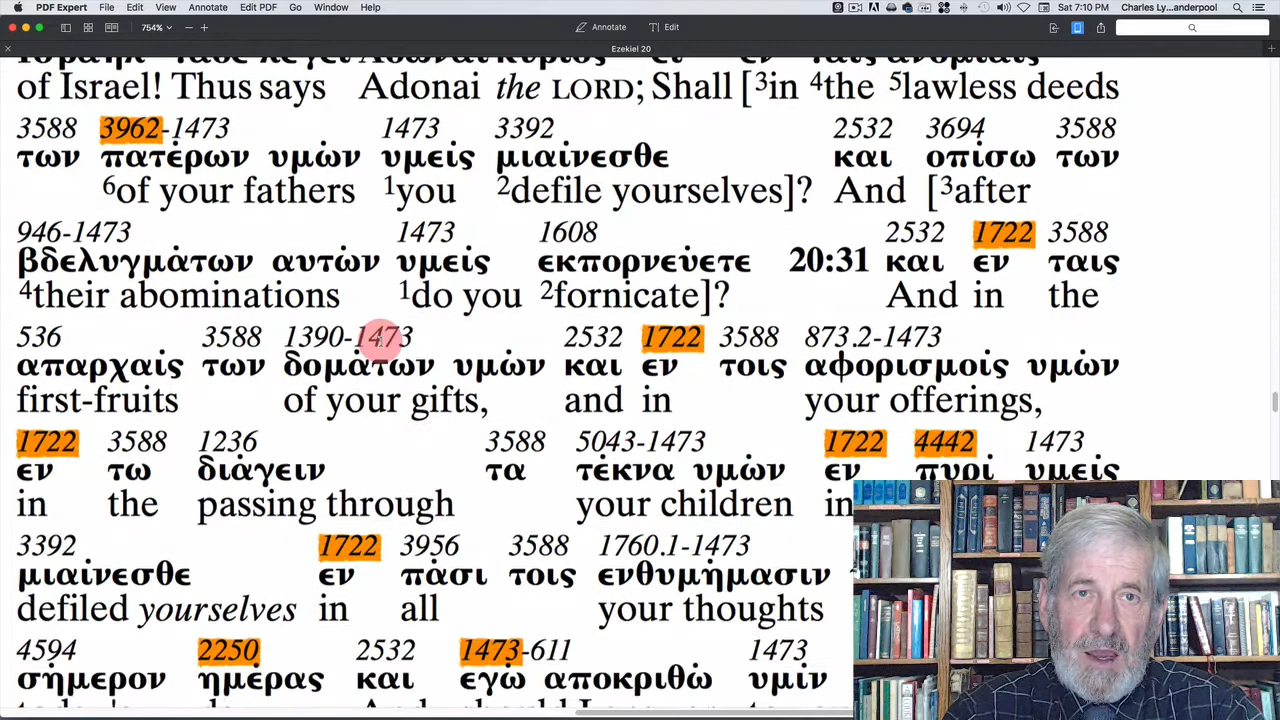 PDF Expert File Edit View Annotate Edit PDF Go Window Help Sat 7:10 PM Charles Ly...anderpool
754% Annotate Edit
Ezekiel 20
of Israel! Thus says Adonai the LORD; Shall [³in ⁴the ⁵lawless deeds
3588 3962-1473 1473 3392 2532 3694 3588
των πατέρων υμών υμείς μιαίνεσθε και οπίσω των
⁶of your fathers ¹you ²defile yourselves]? And [³after
946-1473 1473 1608 2532 1722 3588
βδελυγμάτων αυτών υμείς εκπορνεύετε 20:31 και εν ταις
⁴their abominations ¹do you ²fornicate]? And in the
536 3588 1390-1473 2532 1722 3588 873.2-1473
απαρχαίς των δομάτων υμών και εν τοις αφορισμοίς υμών
first-fruits of your gifts, and in your offerings,
1722 3588 1236 3588 5043-1473 1722 4442 1473
εν τω διάγειν τα τέκνα υμών εν πυρί υμείς
in the passing through your children in
3392 1722 3956 3588 1760.1-1473
μιαίνεσθε εν πάσι τοις ενθυμήμασιν
defiled yourselves in all your thoughts
4594 2250 2532 1473-611 1473
σήμερον ημέρας και εγώ αποκριθώ υμίν